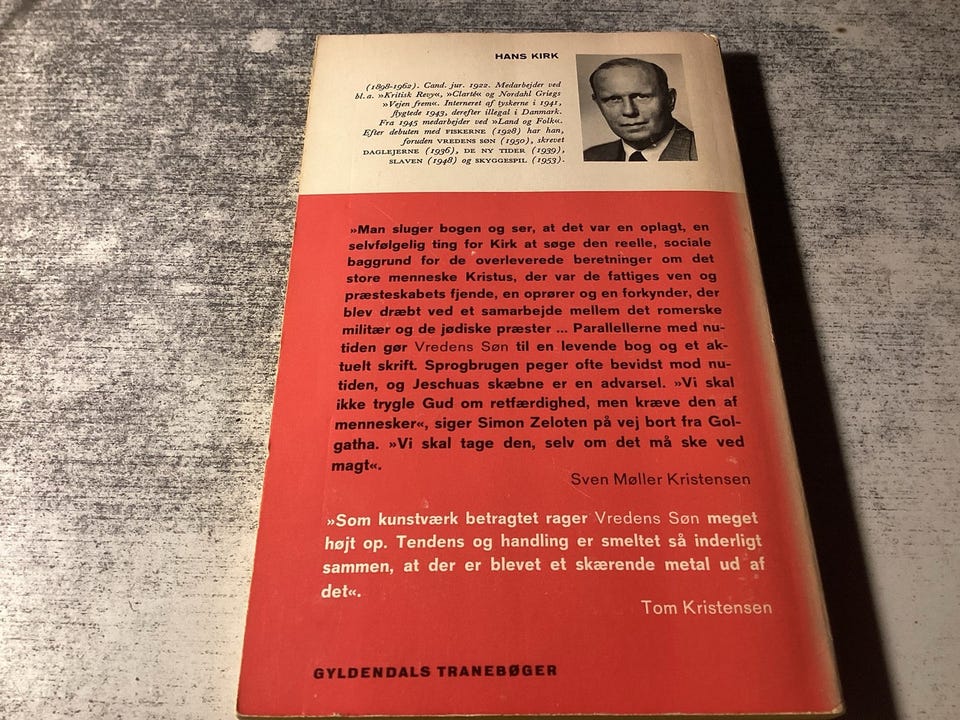 HANS KIRK
(1898-1962). Cand. jur. 1922. Medarbejder ved
bl.a. »Kritisk Revy«, »Clarté« og Nordahl Griegs
»Vejen frem«. Interneret af tyskerne i 1941,
flygtede 1943, derefter illegal i Danmark.
Fra 1945 medarbejder ved »Land og Folk«.
Efter debuten med FISKERNE (1928) har han,
foruden VREDENS SØN (1950), skrevet
DAGLEJERNE (1936), DE NY TIDER (1939),
SLAVEN (1948) og SKYGGESPIL (1953).
»Man sluger bogen og ser, at det var en oplagt, en
selvfølgelig ting for Kirk at søge den reelle, sociale
baggrund for de overleverede beretninger om det
store menneske Kristus, der var de fattiges ven og
præsteskabets fjende, en oprører og en forkynder, der
blev dræbt ved et samarbejde mellem det romerske
militær og de jødiske præster ... Parallellerne med nu-
tiden gør Vredens Søn til en levende bog og et ak-
tuelt skrift. Sprogbrugen peger ofte bevidst mod nu-
tiden, og Jeschuas skæbne er en advarsel. »Vi skal
ikke trygle Gud om retfærdighed, men kræve den af
mennesker«, siger Simon Zeloten på vej bort fra Gol-
gatha. »Vi skal tage den, selv om det må ske ved
magt«.
Sven Møller Kristensen
»Som kunstværk betragtet rager Vredens Søn meget
højt op. Tendens og handling er smeltet så inderligt
sammen, at der er blevet et skærende metal ud af
det«.
Tom Kristensen
GYLDENDALS TRANEBØGER